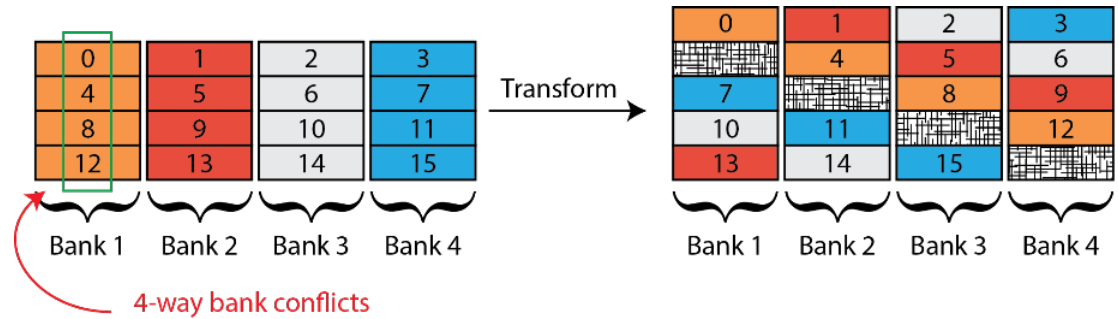 0 1 2 3
4 5 6 7
8 9 10 11
12 13 14 15
Bank 1 Bank 2 Bank 3 Bank 4
4-way bank conflicts
Transform
0 1 2 3
4 5 6
7 8 9
10 11 12
13 14 15
Bank 1 Bank 2 Bank 3 Bank 4